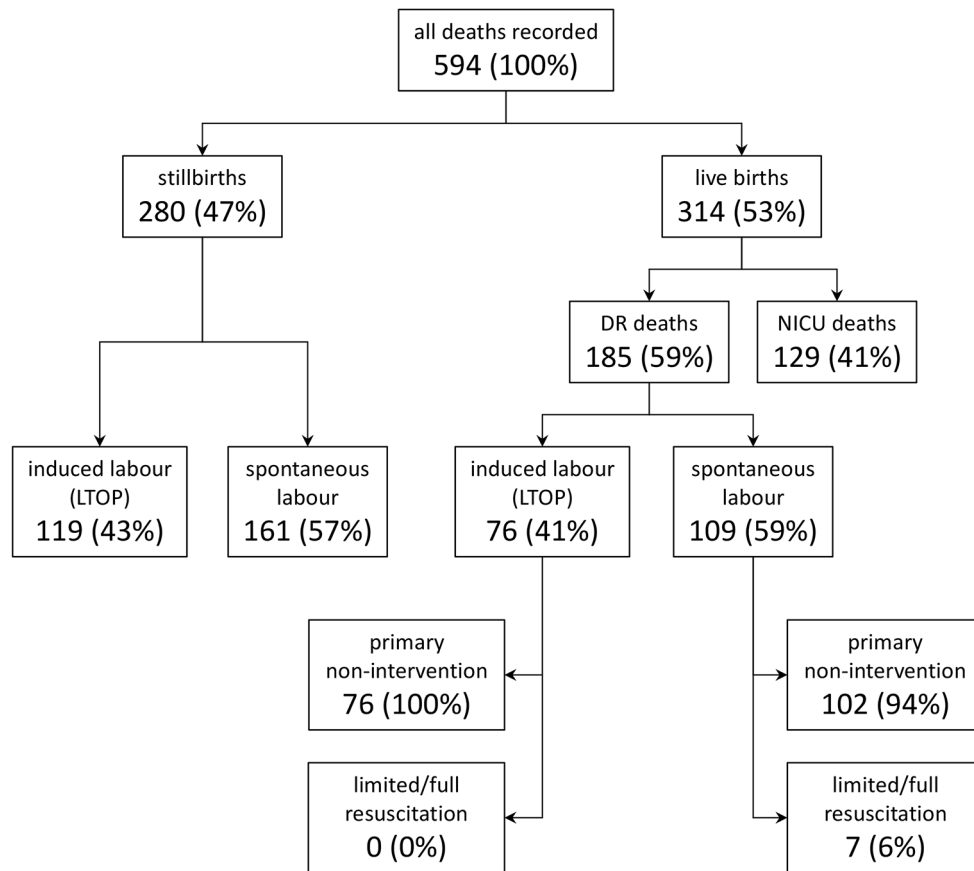 all deaths recorded
594 (100%)
stillbirths
280 (47%)
live births
314 (53%)
DR deaths
185 (59%)
NICU deaths
129 (41%)
induced labour
(LTOP)
119 (43%)
spontaneous
labour
161 (57%)
induced labour
(LTOP)
76 (41%)
spontaneous
labour
109 (59%)
primary
non-intervention
76 (100%)
primary
non-intervention
102 (94%)
limited/full
resuscitation
0 (0%)
limited/full
resuscitation
7 (6%)